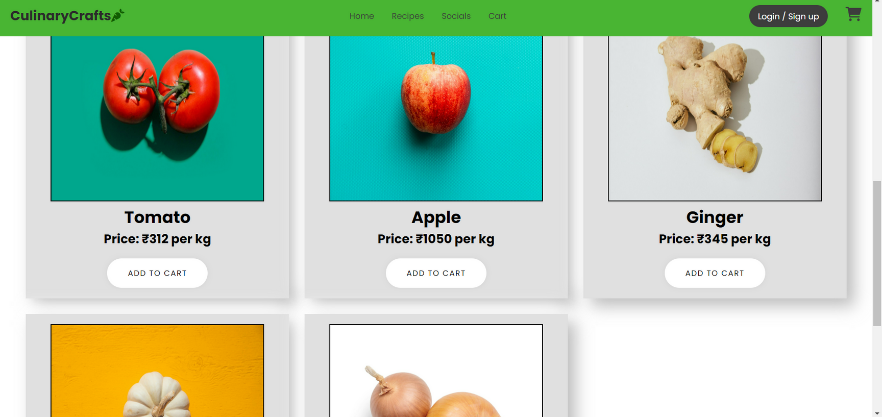 CulinaryCrafts
Home Recipes Socials Cart
Login / Sign up
Tomato
Price: ₹312 per kg
ADD TO CART
Apple
Price: ₹1050 per kg
ADD TO CART
Ginger
Price: ₹345 per kg
ADD TO CART